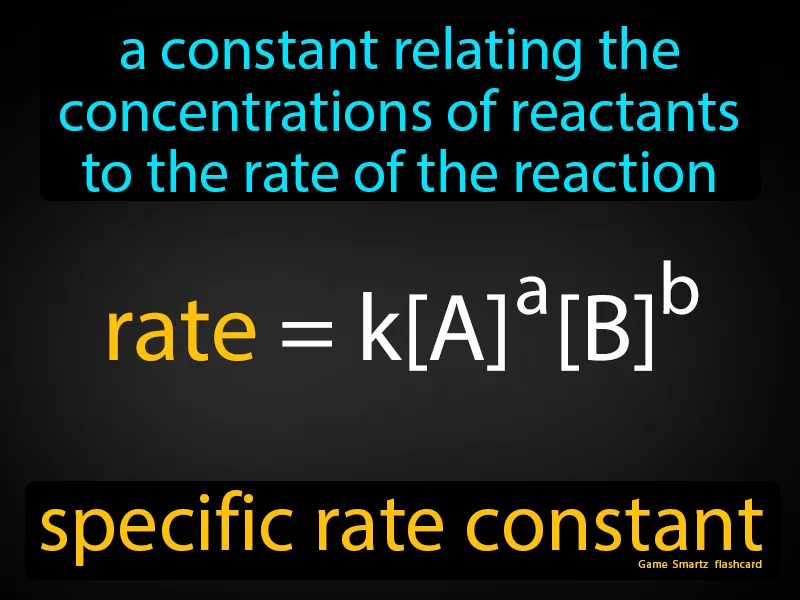 a constant relating the
concentrations of reactants
to the rate of the reaction
rate = k[A]ᵃ[B]ᵇ
specific rate constant
Game Smartz flashcard